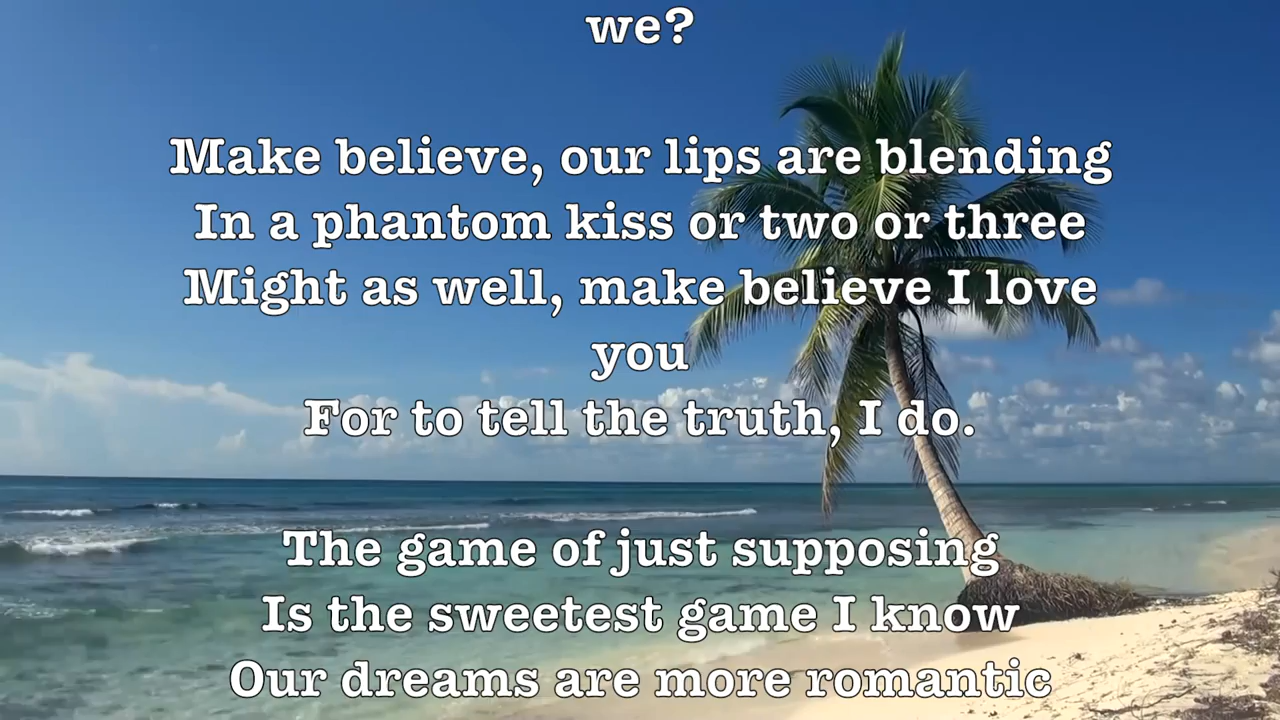 we?
Make believe, our lips are blending
In a phantom kiss or two or three
Might as well, make believe I love
you
For to tell the truth, I do.
The game of just supposing
Is the sweetest game I know
Our dreams are more romantic